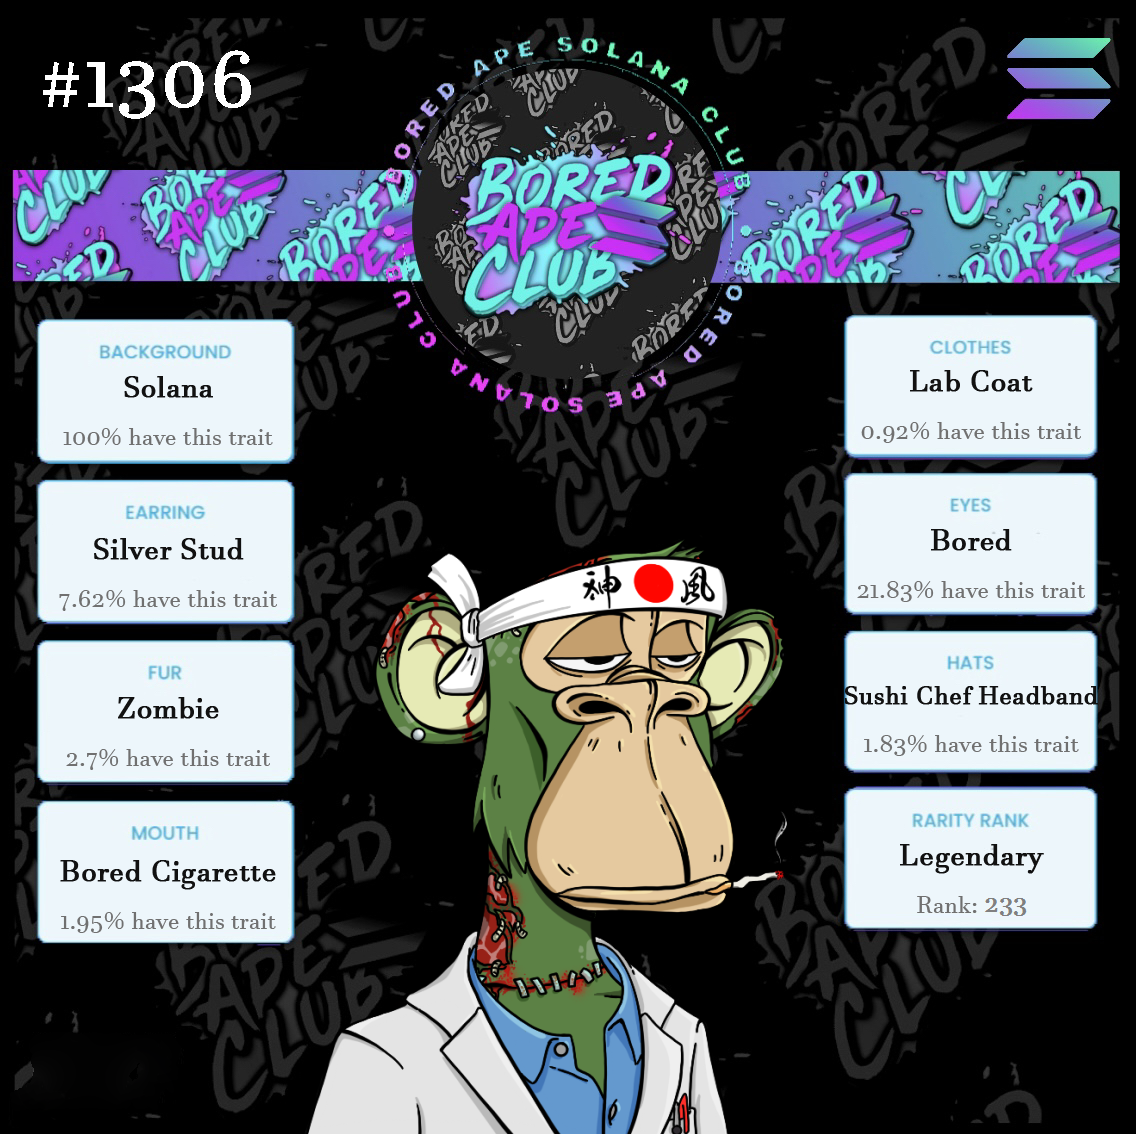 #1306
BORED APE SOLANA CLUB
BORED
APE
CLUB
BORED APE SOLANA CLUB
BACKGROUND
Solana
100% have this trait
EARRING
Silver Stud
7.62% have this trait
FUR
Zombie
2.7% have this trait
MOUTH
Bored Cigarette
1.95% have this trait
CLOTHES
Lab Coat
0.92% have this trait
EYES
Bored
21.83% have this trait
HATS
Sushi Chef Headband
1.83% have this trait
RARITY RANK
Legendary
Rank: 233
神 風